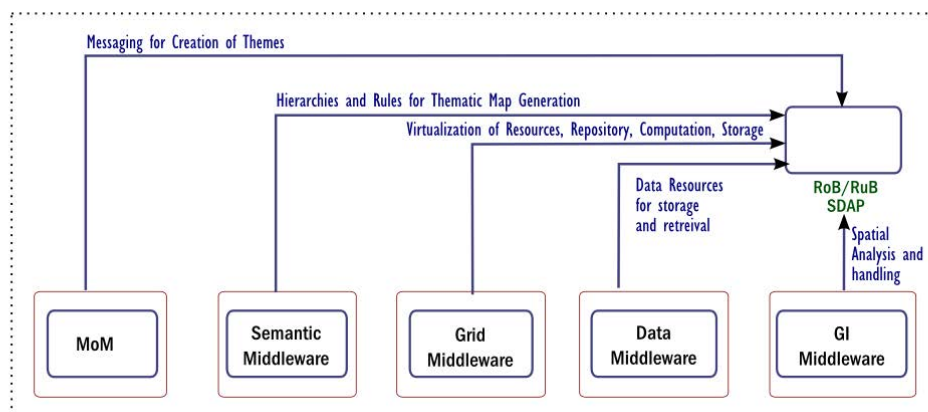 Messaging for Creation of Themes
Hierarchies and Rules for Thematic Map Generation
Virtualization of Resources, Repository, Computation, Storage
Data Resources
for storage
and retreival
RoB/RuB
SDAP
Spatial
Analysis and
handling
MoM
Semantic
Middleware
Grid
Middleware
Data
Middleware
GI
Middleware